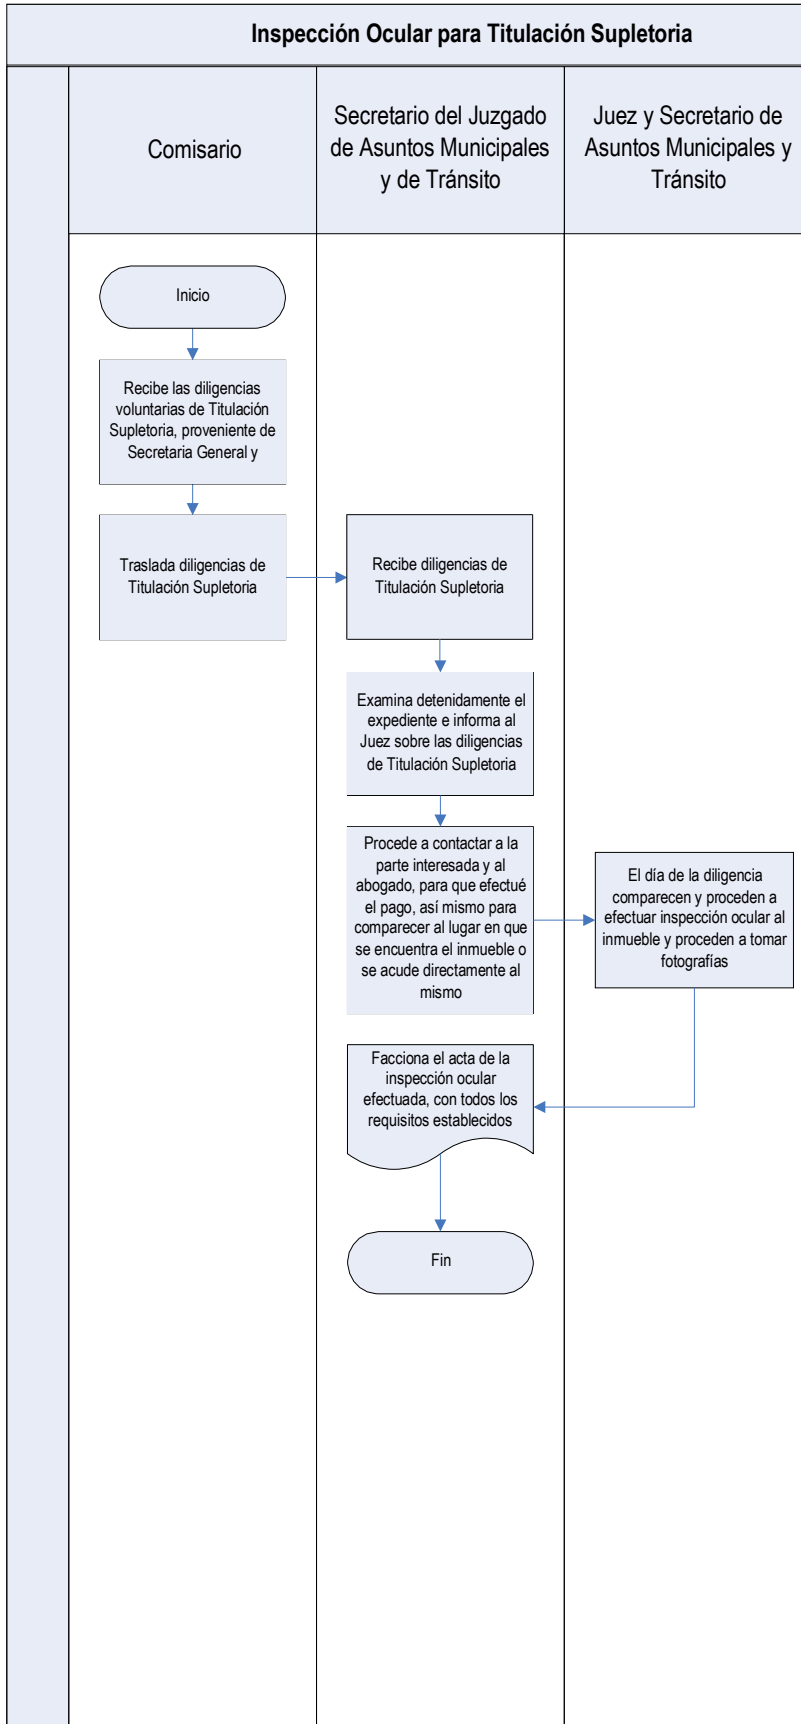 Inspección Ocular para Titulación Supletoria
Comisario
Secretario del Juzgado
de Asuntos Municipales
y de Tránsito
Juez y Secretario de
Asuntos Municipales y
Tránsito
Inicio
Recibe las diligencias
voluntarias de Titulación
Supletoria, proveniente de
Secretaria General y
Traslada diligencias de
Titulación Supletoria
Recibe diligencias de
Titulación Supletoria
Examina detenidamente el
expediente e informa al
Juez sobre las diligencias
de Titulación Supletoria
Procede a contactar a la
parte interesada y al
abogado, para que efectué
el pago, así mismo para
comparecer al lugar en que
se encuentra el inmueble o
se acude directamente al
mismo
El día de la diligencia
comparecen y proceden a
efectuar inspección ocular al
inmueble y proceden a tomar
fotografías
Facciona el acta de la
inspección ocular
efectuada, con todos los
requisitos establecidos
Fin